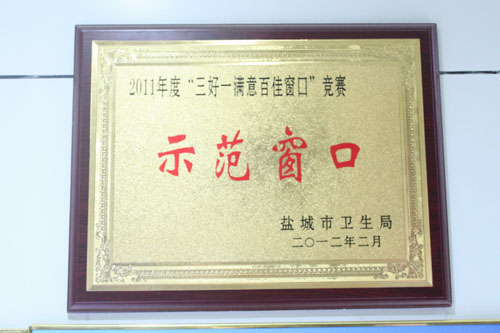 2011年度“三好一满意百佳窗口”竞赛
示范窗口
盐城市卫生局
二〇一二年二月